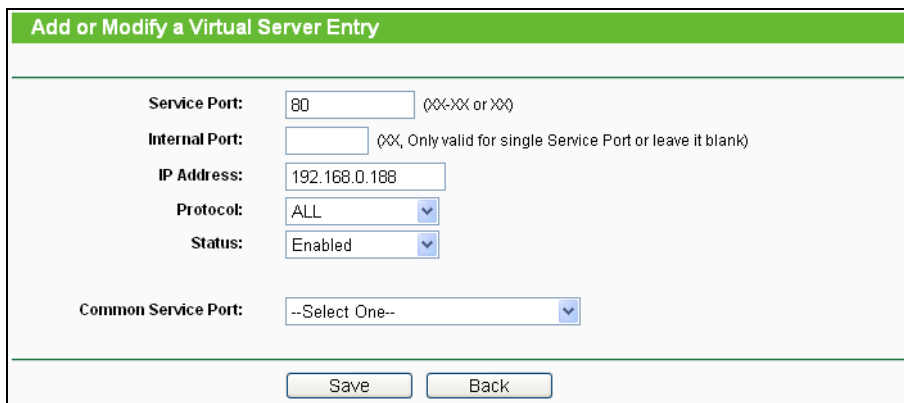 Add or Modify a Virtual Server Entry
Service Port: 80 (XX-XX or XX)
Internal Port: (XX, Only valid for single Service Port or leave it blank)
IP Address: 192.168.0.188
Protocol: ALL
Status: Enabled
Common Service Port: --Select One--
Save Back